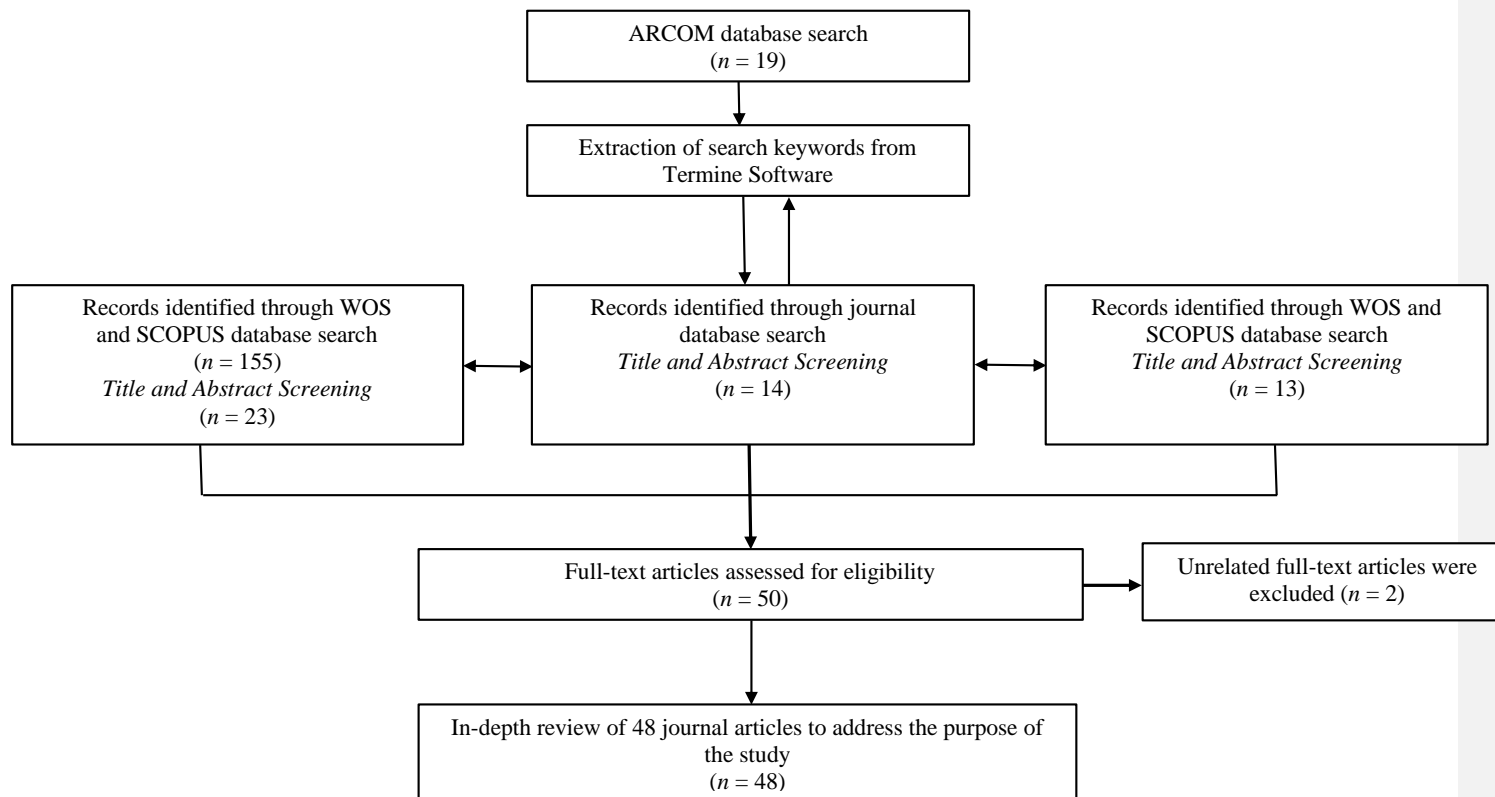 ARCOM database search
(n = 19)
Extraction of search keywords from
Termine Software
Records identified through WOS
and SCOPUS database search
(n = 155)
Title and Abstract Screening
(n = 23)
Records identified through journal
database search
Title and Abstract Screening
(n = 14)
Records identified through WOS and
SCOPUS database search
Title and Abstract Screening
(n = 13)
Full-text articles assessed for eligibility
(n = 50)
Unrelated full-text articles were
excluded (n = 2)
In-depth review of 48 journal articles to address the purpose of
the study
(n = 48)